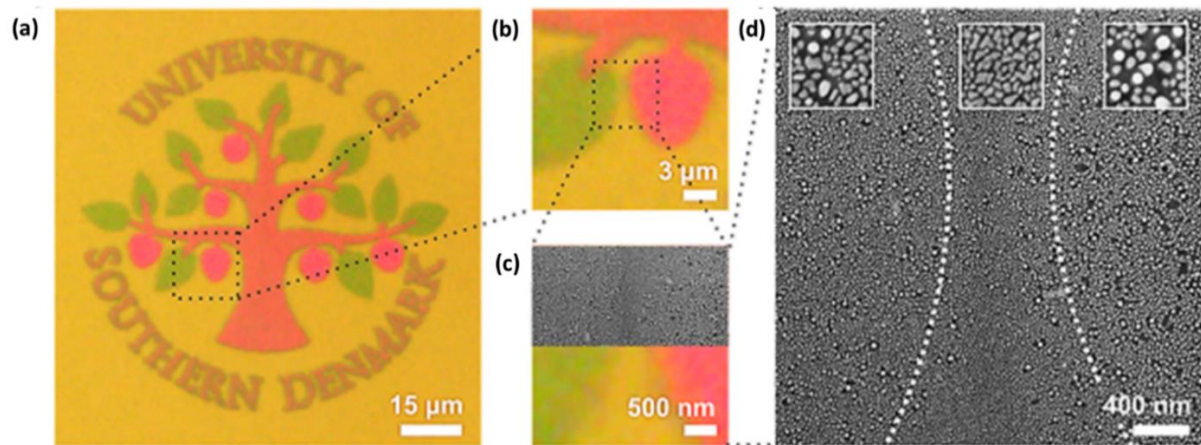 (a)
UNIVERSITY OF
SOUTHERN DENMARK
15 μm
(b)
3 μm
(c)
500 nm
(d)
400 nm